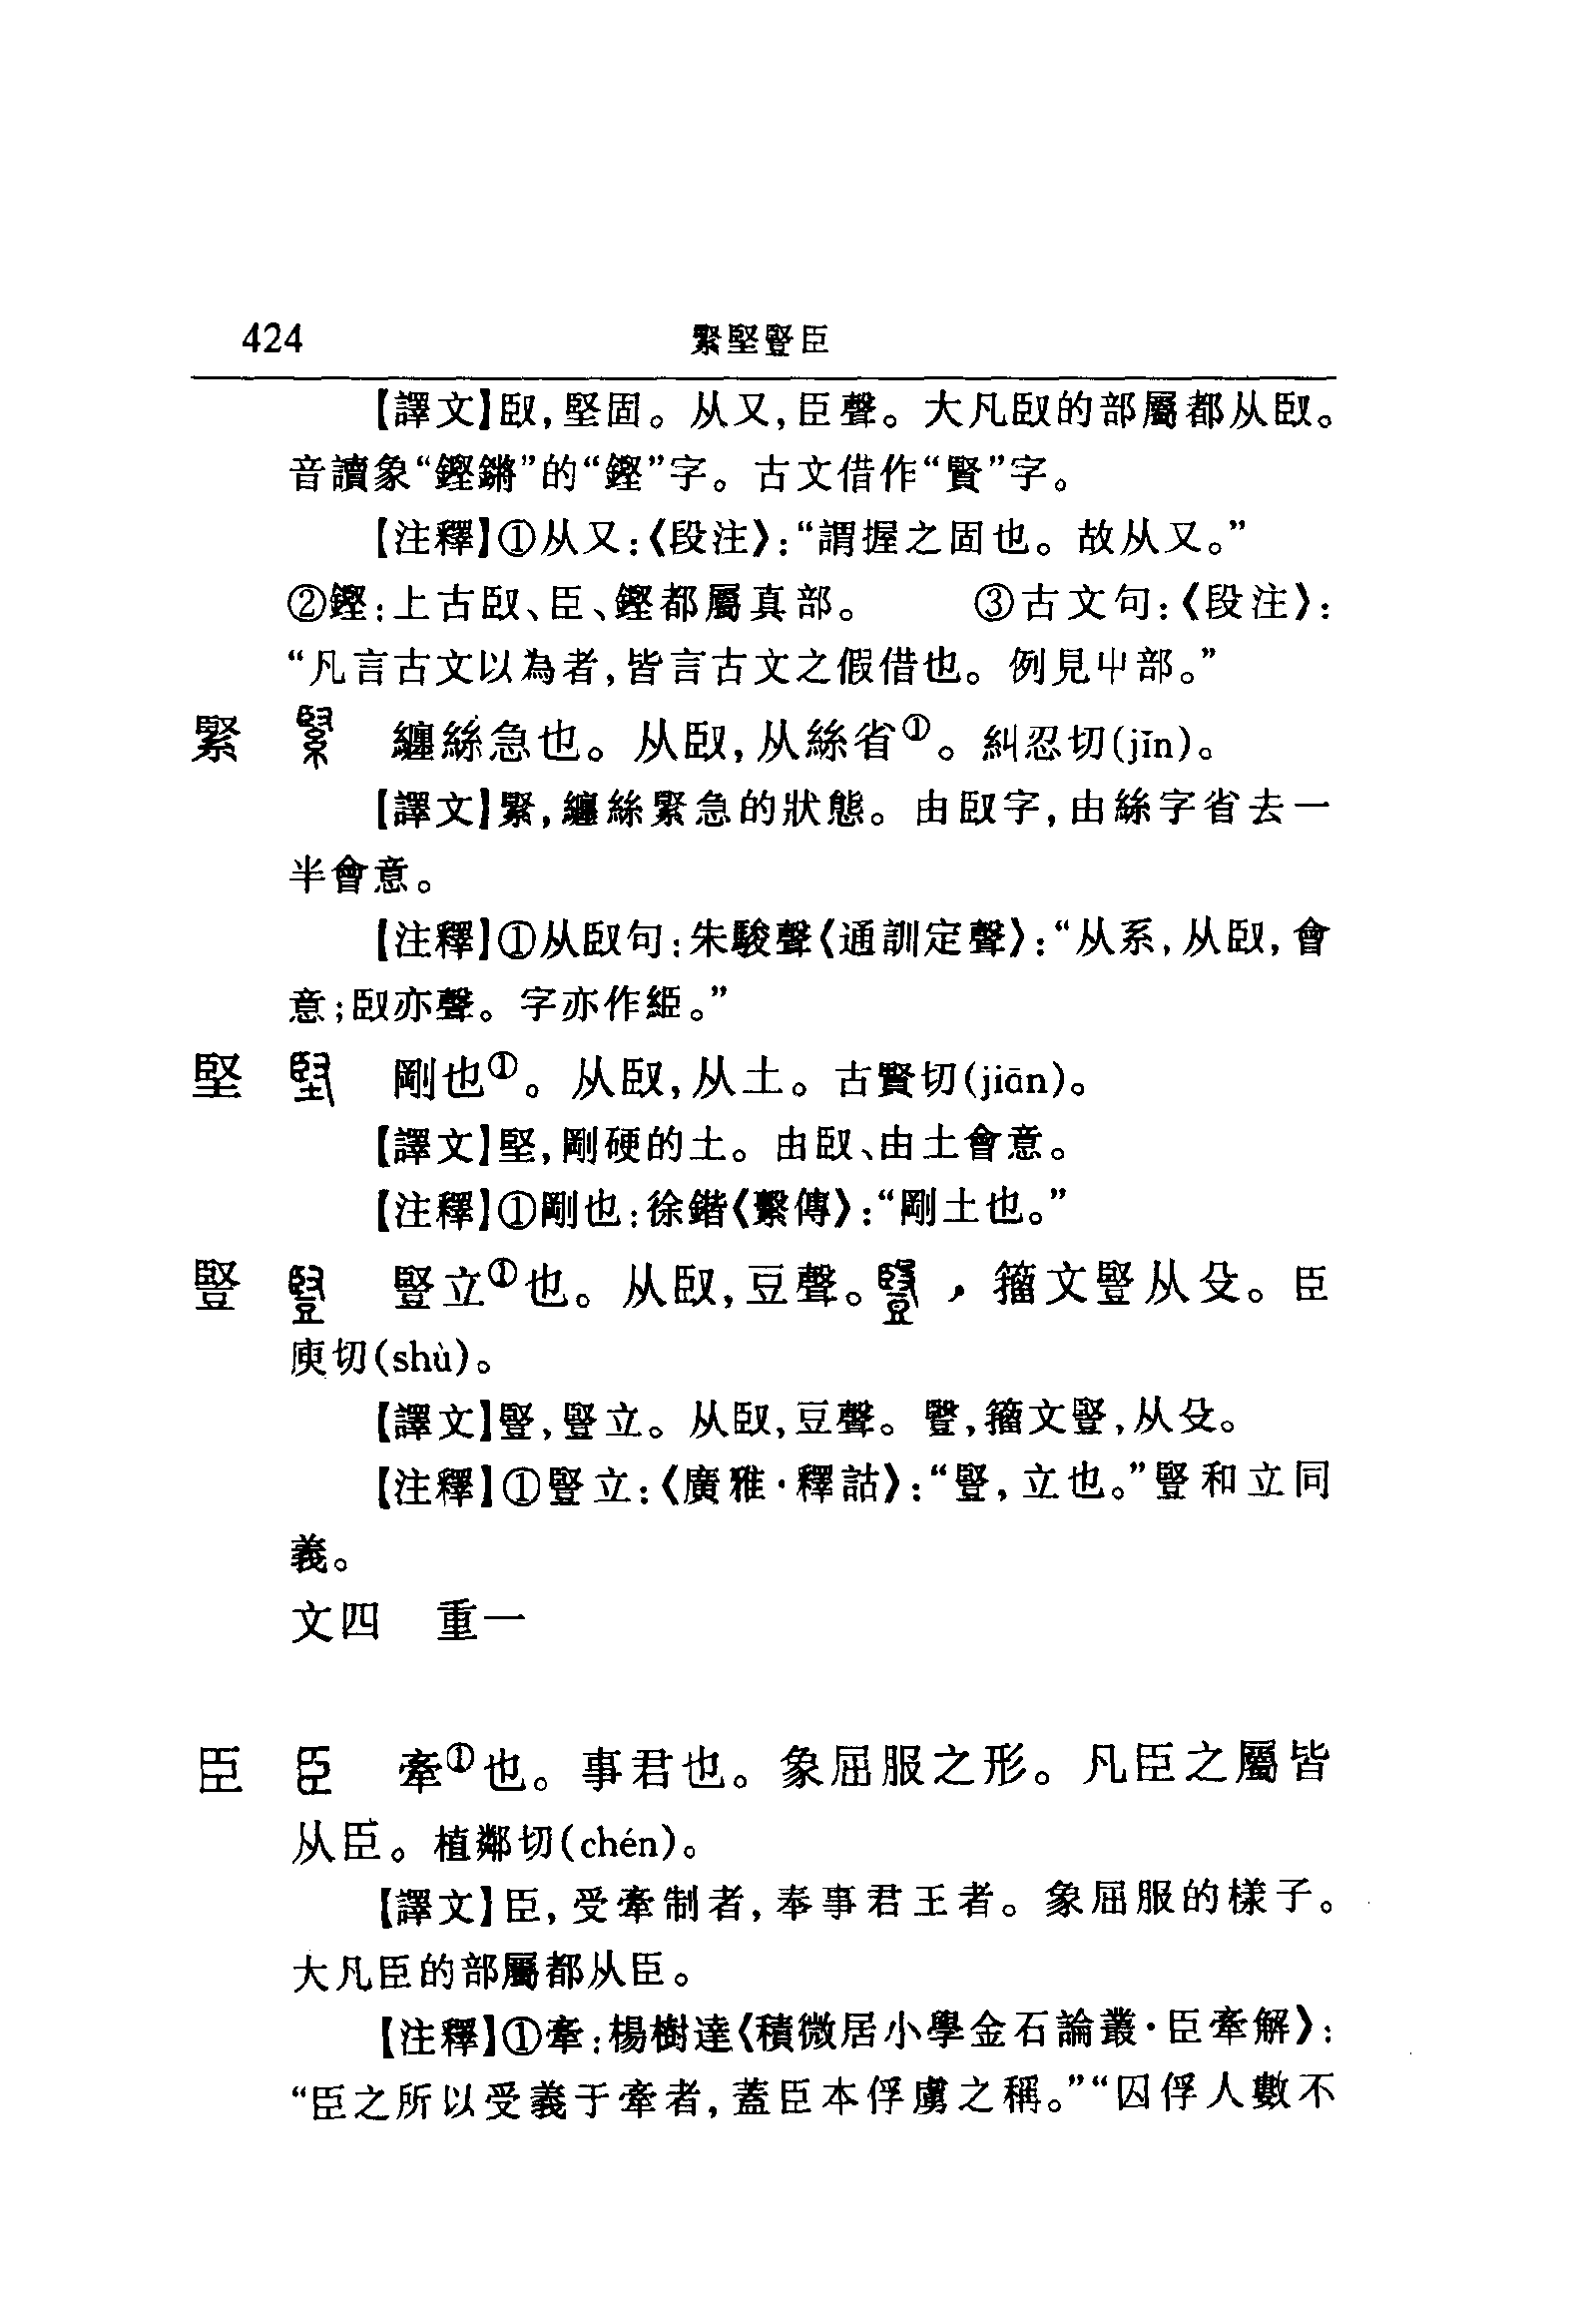 424 緊堅豎臣
【譯文】臤，堅固。从又，臣聲。大凡臤的部屬都从臤。
音讀象“鏗鏘”的“鏗”字。古文借作“賢”字。
【注釋】①从又：《段注》：“謂握之固也。故从又。”
②鏗：上古臤、臣、鏗都屬真部。 ③古文句：《段注》：
“凡言古文以為者，皆言古文之假借也。例見屮部。”
緊 緊 纏絲急也。从臤，从絲省①。糾忍切(jǐn)。
【譯文】緊，纏絲緊急的狀態。由臤字，由絲字省去一
半會意。
【注釋】①从臤句：朱駿聲《通訓定聲》：“从系，从臤，會
意；臤亦聲。字亦作䋛。”
堅 堅 剛也①。从臤，从土。古賢切(jiān)。
【譯文】堅，剛硬的土。由臤、由土會意。
【注釋】①剛也：徐鍇《繫傳》：“剛土也。”
豎 豎 豎立①也。从臤，豆聲。𧯬，籀文豎从殳。臣
庾切(shù)。
【譯文】豎，豎立。从臤，豆聲。𧯬，籀文豎，从殳。
【注釋】①豎立：《廣雅·釋詁》：“豎，立也。”豎和立同
義。
文四 重一
臣 臣 牽①也。事君也。象屈服之形。凡臣之屬皆
从臣。植鄰切(chén)。
【譯文】臣，受牽制者，奉事君王者。象屈服的樣子。
大凡臣的部屬都从臣。
【注釋】①牽：楊樹達《積微居小學金石論叢·臣牽解》：
“臣之所以受義于牽者，蓋臣本俘虜之稱。”“囚俘人數不